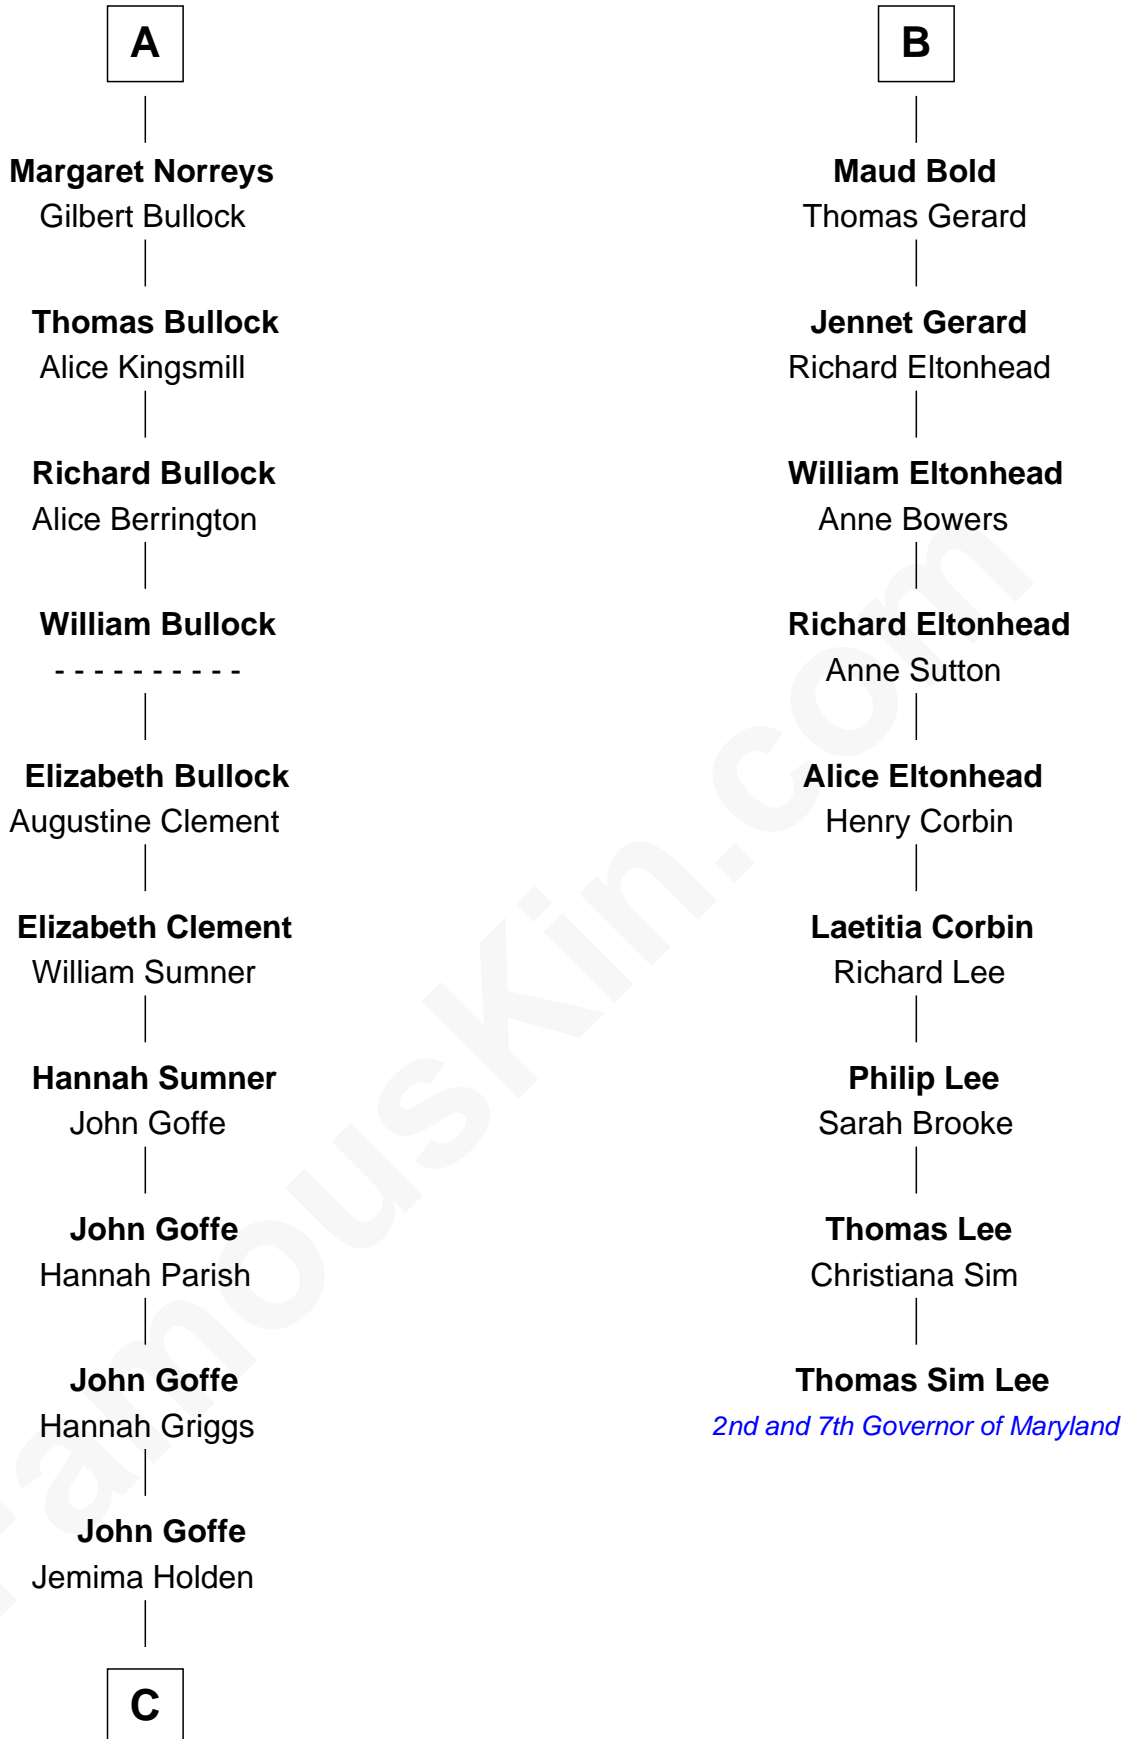 A
Margaret Norreys
Gilbert Bullock
Thomas Bullock
Alice Kingsmill
Richard Bullock
Alice Berrington
William Bullock
- - - - - - - - - -
Elizabeth Bullock
Augustine Clement
Elizabeth Clement
William Sumner
Hannah Sumner
John Goffe
John Goffe
Hannah Parish
John Goffe
Hannah Griggs
John Goffe
Jemima Holden
C
B
Maud Bold
Thomas Gerard
Jennet Gerard
Richard Eltonhead
William Eltonhead
Anne Bowers
Richard Eltonhead
Anne Sutton
Alice Eltonhead
Henry Corbin
Laetitia Corbin
Richard Lee
Philip Lee
Sarah Brooke
Thomas Lee
Christiana Sim
Thomas Sim Lee
2nd and 7th Governor of Maryland
FamousKin.com